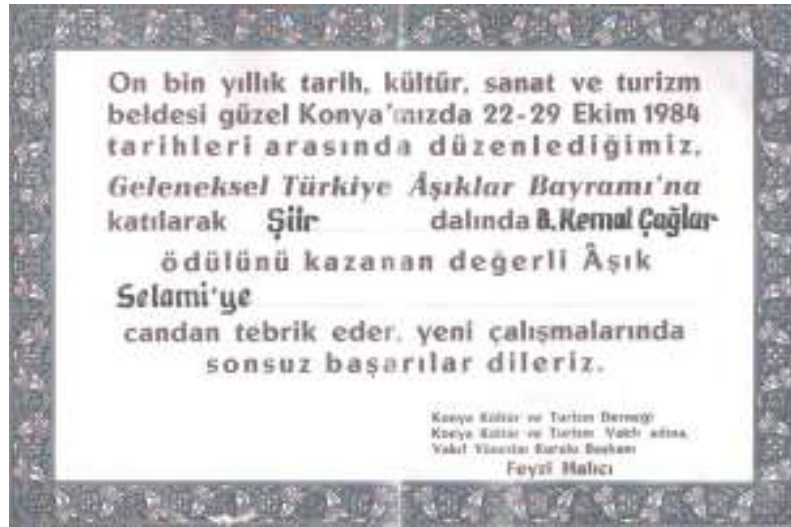 On bin yıllık tarih, kültür, sanat ve turizm
beldesi güzel Konya'mızda 22-29 Ekim 1984
tarihleri arasında düzenlediğimiz,
Geleneksel Türkiye Âşıklar Bayramı'na
katılarak Şiir dalında B.Kemal Çağlar
ödülünü kazanan değerli Âşık
Selami'ye
candan tebrik eder, yeni çalışmalarında
sonsuz başarılar dileriz.
Konya Kültür ve Turizm Derneği
Konya Kültür ve Turizm Vakfı adına,
Vakıf Yönetim Kurulu Başkanı
Feyzi Halıcı